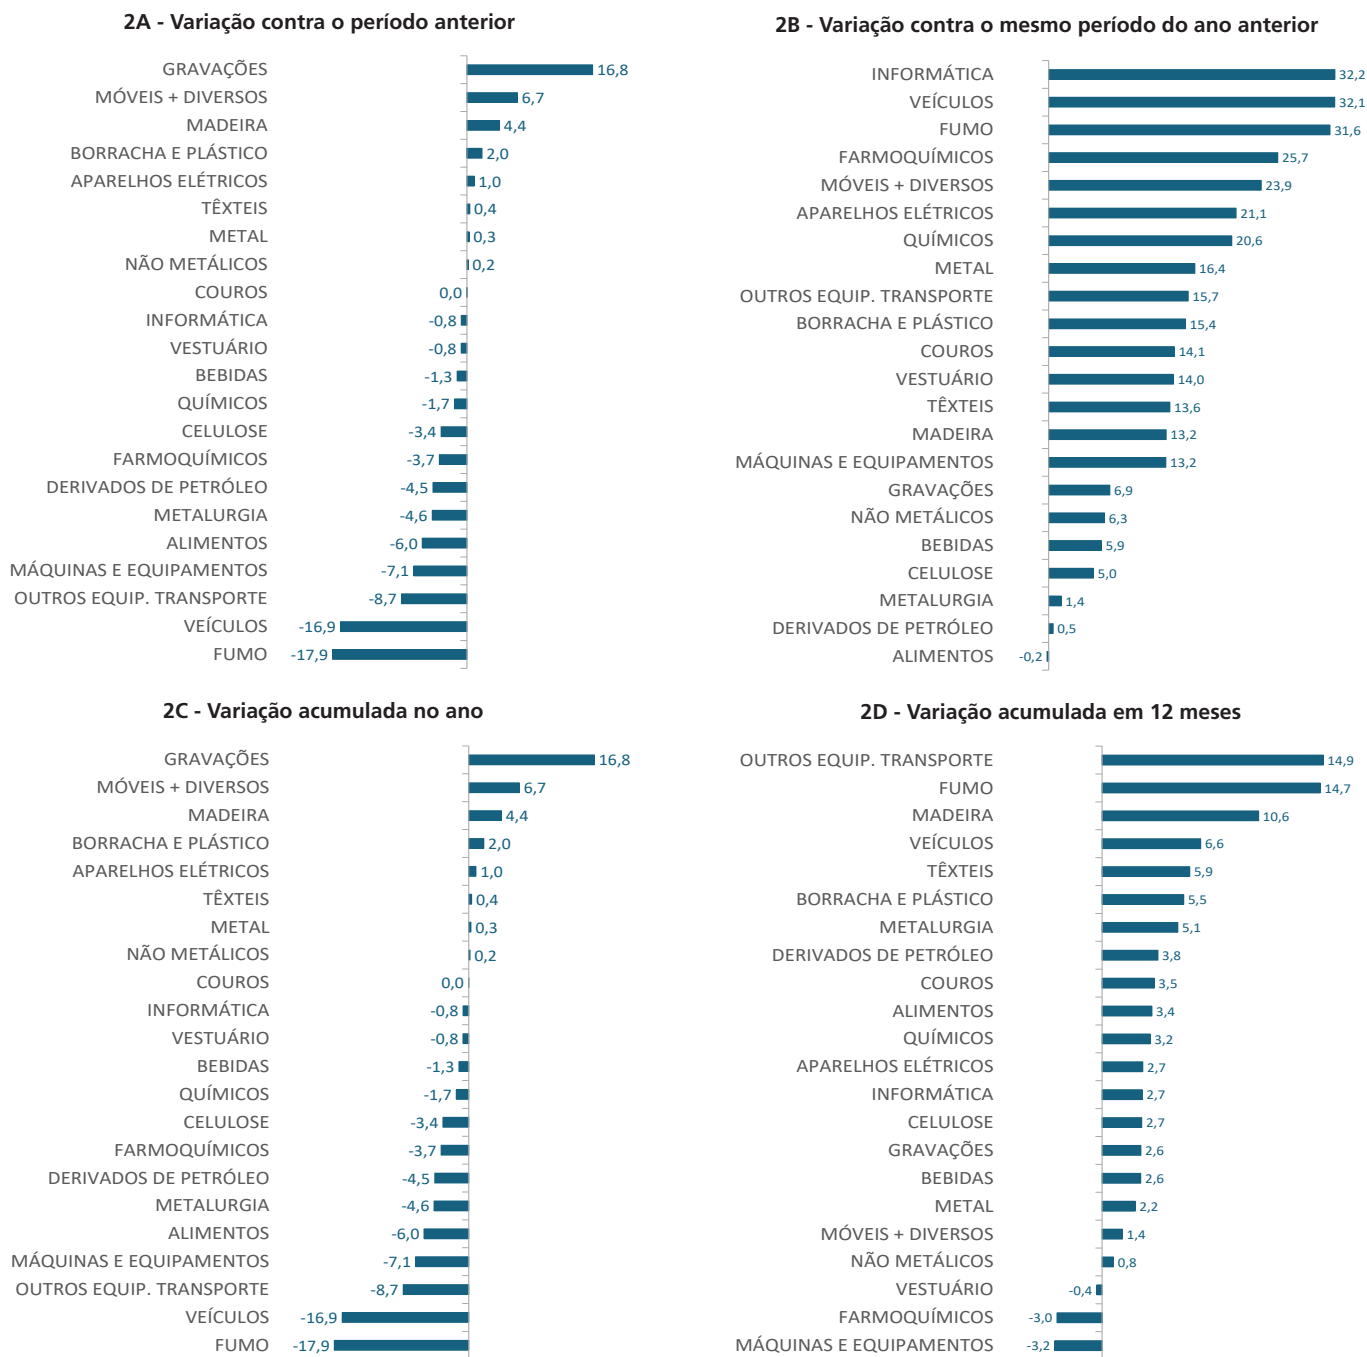 2A - Variação contra o período anterior
GRAVAÇÕES 16,8
MÓVEIS + DIVERSOS 6,7
MADEIRA 4,4
BORRACHA E PLÁSTICO 2,0
APARELHOS ELÉTRICOS 1,0
TÊXTEIS 0,4
METAL 0,3
NÃO METÁLICOS 0,2
COUROS 0,0
INFORMÁTICA -0,8
VESTUÁRIO -0,8
BEBIDAS -1,3
QUÍMICOS -1,7
CELULOSE -3,4
FARMOQUÍMICOS -3,7
DERIVADOS DE PETRÓLEO -4,5
METALURGIA -4,6
ALIMENTOS -6,0
MÁQUINAS E EQUIPAMENTOS -7,1
OUTROS EQUIP. TRANSPORTE -8,7
VEÍCULOS -16,9
FUMO -17,9
2B - Variação contra o mesmo período do ano anterior
INFORMÁTICA 32,2
VEÍCULOS 32,1
FUMO 31,6
FARMOQUÍMICOS 25,7
MÓVEIS + DIVERSOS 23,9
APARELHOS ELÉTRICOS 21,1
QUÍMICOS 20,6
METAL 16,4
OUTROS EQUIP. TRANSPORTE 15,7
BORRACHA E PLÁSTICO 15,4
COUROS 14,1
VESTUÁRIO 14,0
TÊXTEIS 13,6
MADEIRA 13,2
MÁQUINAS E EQUIPAMENTOS 13,2
GRAVAÇÕES 6,9
NÃO METÁLICOS 6,3
BEBIDAS 5,9
CELULOSE 5,0
METALURGIA 1,4
DERIVADOS DE PETRÓLEO 0,5
ALIMENTOS -0,2
2C - Variação acumulada no ano
GRAVAÇÕES 16,8
MÓVEIS + DIVERSOS 6,7
MADEIRA 4,4
BORRACHA E PLÁSTICO 2,0
APARELHOS ELÉTRICOS 1,0
TÊXTEIS 0,4
METAL 0,3
NÃO METÁLICOS 0,2
COUROS 0,0
INFORMÁTICA -0,8
VESTUÁRIO -0,8
BEBIDAS -1,3
QUÍMICOS -1,7
CELULOSE -3,4
FARMOQUÍMICOS -3,7
DERIVADOS DE PETRÓLEO -4,5
METALURGIA -4,6
ALIMENTOS -6,0
MÁQUINAS E EQUIPAMENTOS -7,1
OUTROS EQUIP. TRANSPORTE -8,7
VEÍCULOS -16,9
FUMO -17,9
2D - Variação acumulada em 12 meses
OUTROS EQUIP. TRANSPORTE 14,9
FUMO 14,7
MADEIRA 10,6
VEÍCULOS 6,6
TÊXTEIS 5,9
BORRACHA E PLÁSTICO 5,5
METALURGIA 5,1
DERIVADOS DE PETRÓLEO 3,8
COUROS 3,5
ALIMENTOS 3,4
QUÍMICOS 3,2
APARELHOS ELÉTRICOS 2,7
INFORMÁTICA 2,7
CELULOSE 2,7
GRAVAÇÕES 2,6
BEBIDAS 2,6
METAL 2,2
MÓVEIS + DIVERSOS 1,4
NÃO METÁLICOS 0,8
VESTUÁRIO -0,4
FARMOQUÍMICOS -3,0
MÁQUINAS E EQUIPAMENTOS -3,2